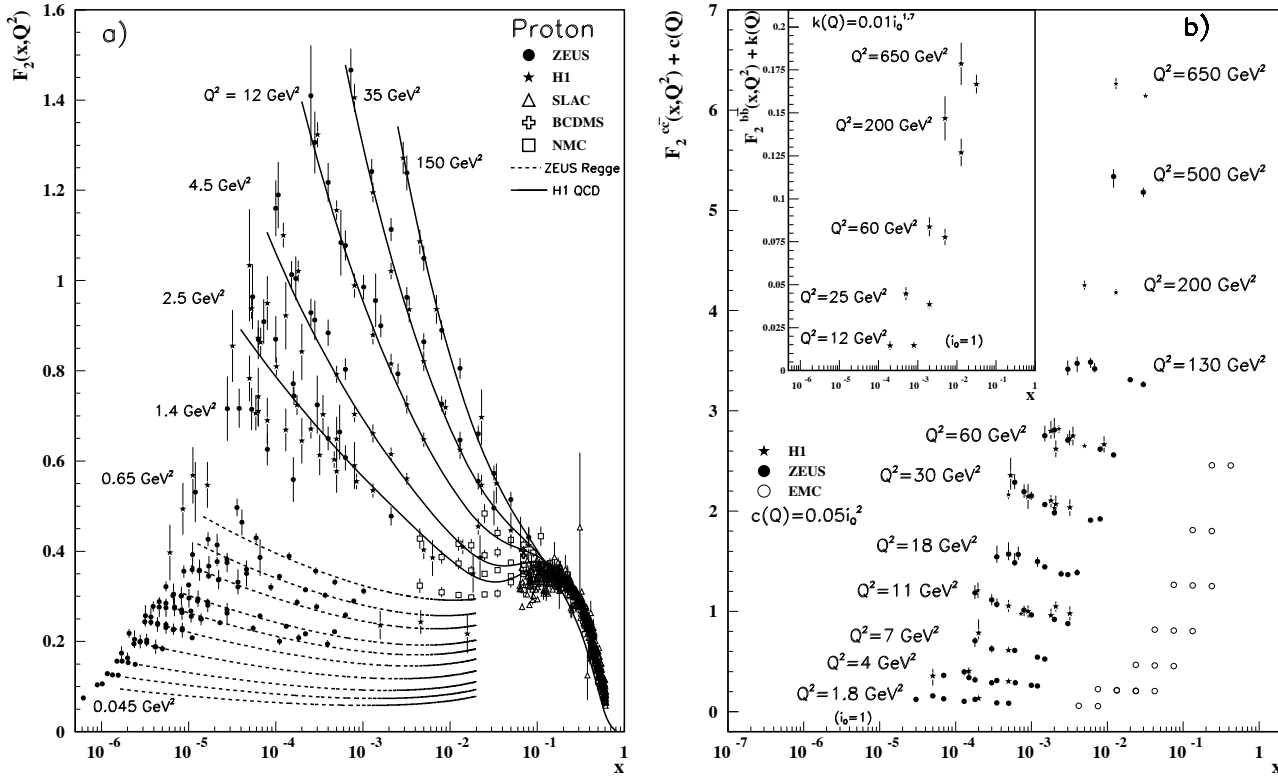 F₂(x,Q²)
a)
Proton
ZEUS
H1
SLAC
BCDMS
NMC
ZEUS Regge
H1 QCD
Q² = 12 GeV²
35 GeV²
150 GeV²
4.5 GeV²
2.5 GeV²
1.4 GeV²
0.65 GeV²
0.045 GeV²
1.6
1.4
1.2
1
0.8
0.6
0.4
0.2
0
10⁻⁶
10⁻⁵
10⁻⁴
10⁻³
10⁻²
10⁻¹
1
x
F₂^cc̄(x,Q²) + c(Q)
b)
7
6
5
4
3
2
1
0
F₂^bb̄(x,Q²) + k(Q)
k(Q)=0.01i_Q^1.7
0.2
0.175
0.15
0.125
0.1
0.075
0.05
0.025
0
Q²=650 GeV²
Q²=200 GeV²
Q²=60 GeV²
Q²=25 GeV²
Q²=12 GeV²
(i_Q=1)
10⁻⁶
10⁻⁵
10⁻⁴
10⁻³
10⁻²
10⁻¹
1
x
Q²=650 GeV²
Q²=500 GeV²
Q²=200 GeV²
Q²=130 GeV²
Q²=60 GeV²
Q²=30 GeV²
Q²=18 GeV²
Q²=11 GeV²
Q²=7 GeV²
Q²=4 GeV²
Q²=1.8 GeV²
(i_Q=1)
H1
ZEUS
EMC
c(Q)=0.05i_Q²
10⁻⁷
10⁻⁶
10⁻⁵
10⁻⁴
10⁻³
10⁻²
10⁻¹
1
x